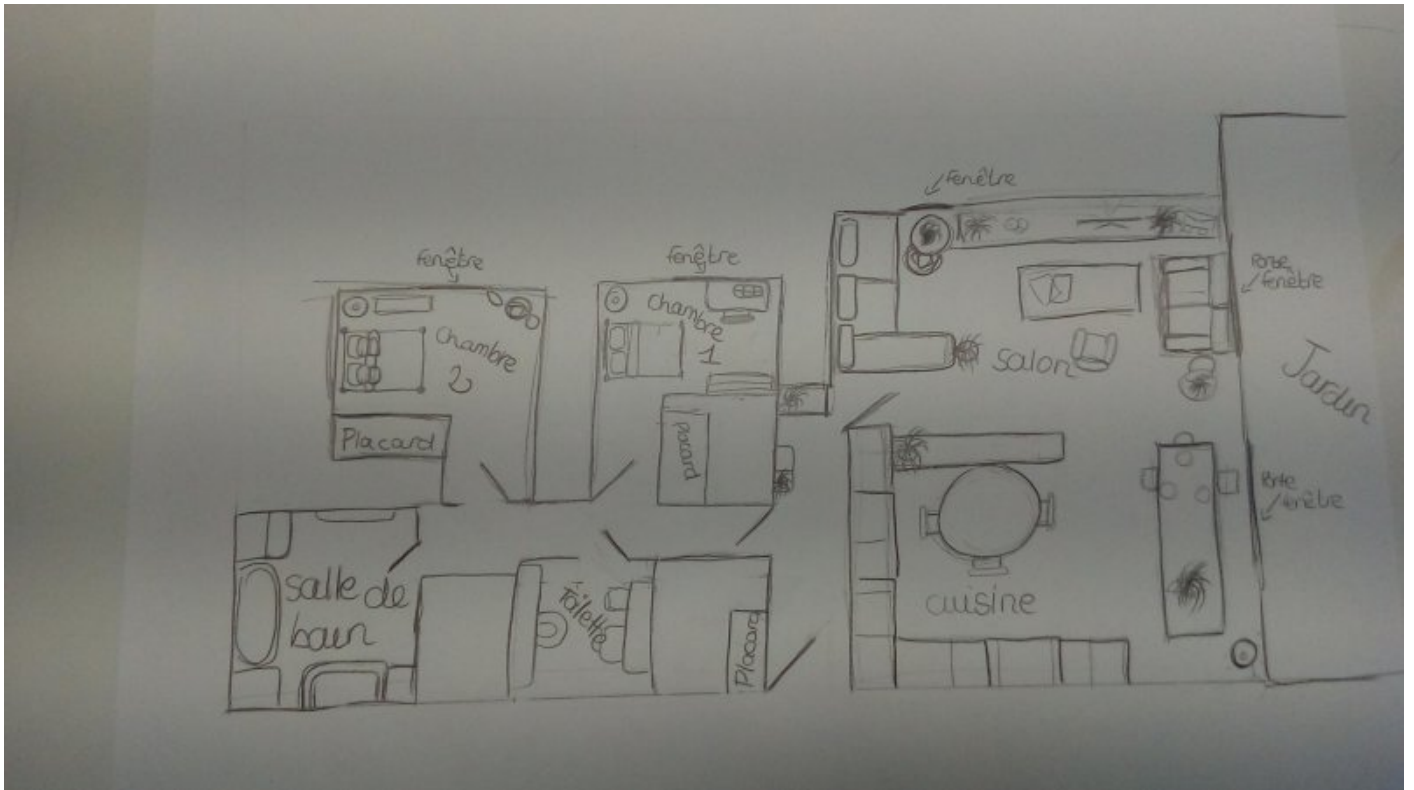 fenêtre
fenêtre
fenêtre
Porte
fenêtre
chambre
2
chambre
1
salon
Jardin
Placard
Placard
Porte
fenêtre
salle de
bain
Toilette
cuisine
Placard